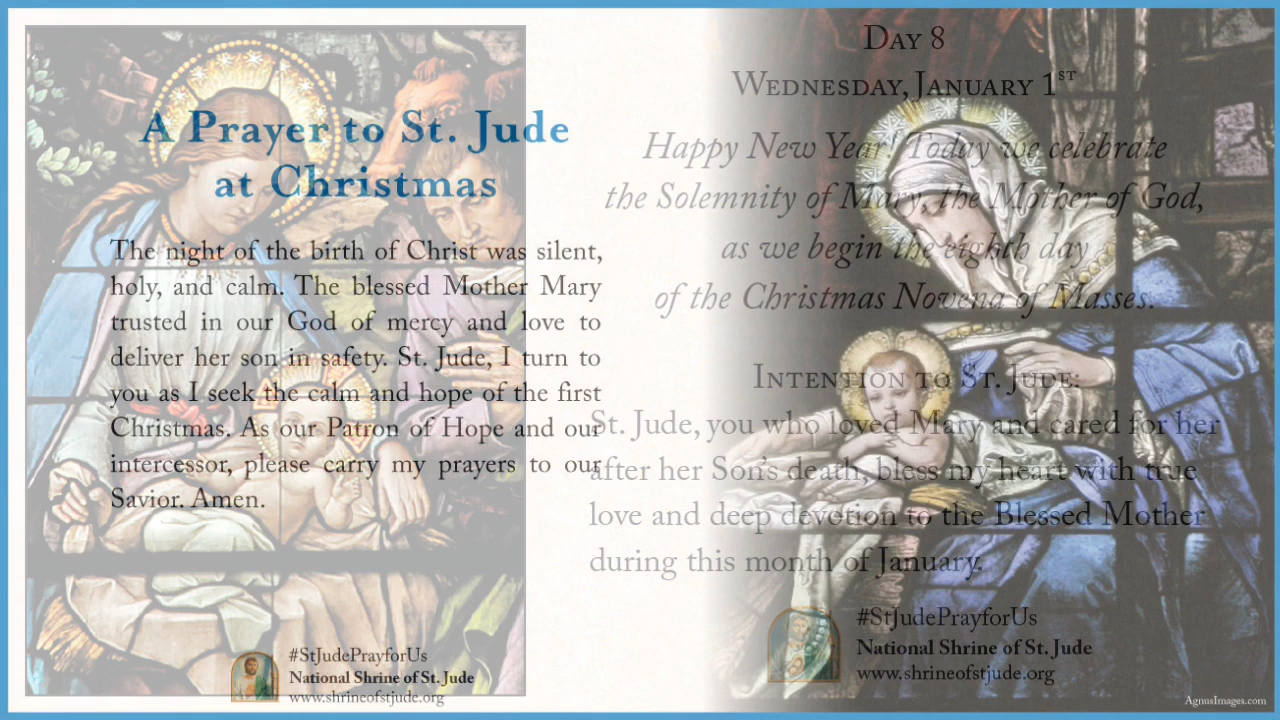 A Prayer to St. Jude
at Christmas
The night of the birth of Christ was silent,
holy, and calm. The blessed Mother Mary
trusted in our God of mercy and love to
deliver her son in safety. St. Jude, I turn to
you as I seek the calm and hope of the first
Christmas. As our Patron of Hope and our
intercessor, please carry my prayers to our
Savior. Amen.
#StJudePrayforUs
National Shrine of St. Jude
www.shrineofstjude.org
Day 8
Wednesday, January 1st
Happy New Year! Today we celebrate
the Solemnity of Mary, the Mother of God,
as we begin the eighth day
of the Christmas Novena of Masses.
Intention to St. Jude:
St. Jude, you who loved Mary and cared for her
after her Son's death, bless my heart with true
love and deep devotion to the Blessed Mother
during this month of January.
#StJudePrayforUs
National Shrine of St. Jude
www.shrineofstjude.org
AgnusImages.com